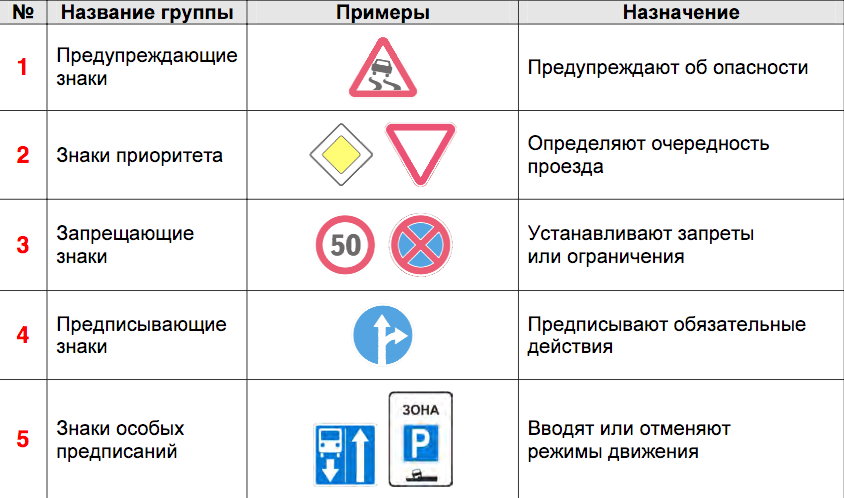 № Название группы Примеры Назначение
1 Предупреждающие знаки Предупреждают об опасности
2 Знаки приоритета Определяют очередность проезда
3 Запрещающие знаки 50 Устанавливают запреты или ограничения
4 Предписывающие знаки Предписывают обязательные действия
5 Знаки особых предписаний ЗОНА P Вводят или отменяют режимы движения